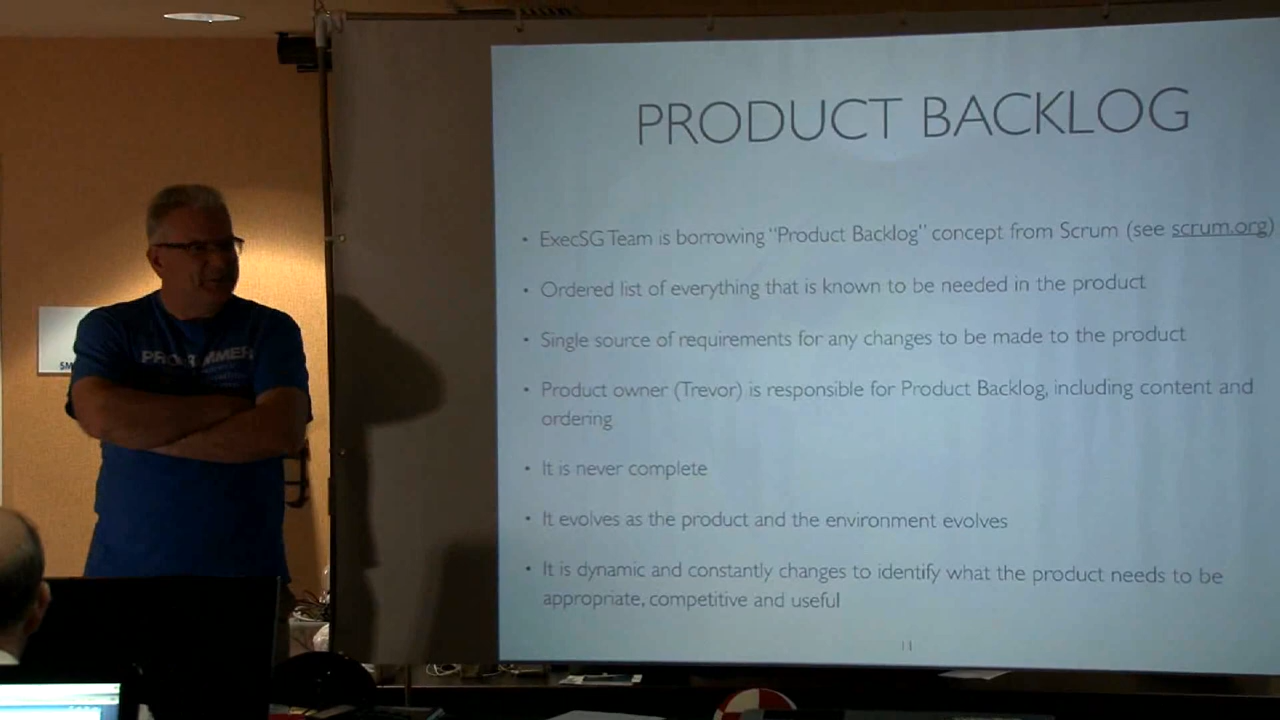 PRODUCT BACKLOG
• ExecSG Team is borrowing "Product Backlog" concept from Scrum (see scrum.org)
• Ordered list of everything that is known to be needed in the product
• Single source of requirements for any changes to be made to the product
• Product owner (Trevor) is responsible for Product Backlog, including content and
ordering
• It is never complete
• It evolves as the product and the environment evolves
• It is dynamic and constantly changes to identify what the product needs to be
appropriate, competitive and useful
11